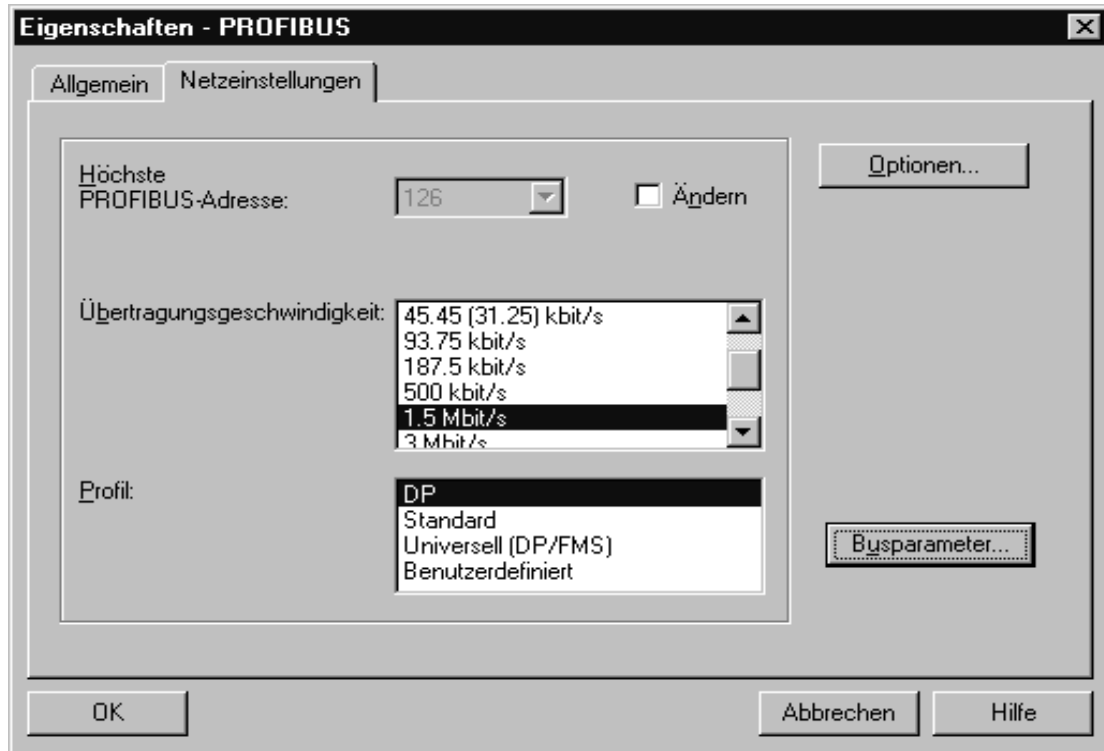 Eigenschaften - PROFIBUS
Allgemein
Netzeinstellungen
Höchste
PROFIBUS-Adresse:
126
Ändern
Optionen...
Übertragungsgeschwindigkeit:
45.45 (31.25) kbit/s
93.75 kbit/s
187.5 kbit/s
500 kbit/s
1.5 Mbit/s
3 Mbit/s
Profil:
DP
Standard
Universell (DP/FMS)
Benutzerdefiniert
Busparameter...
OK
Abbrechen
Hilfe